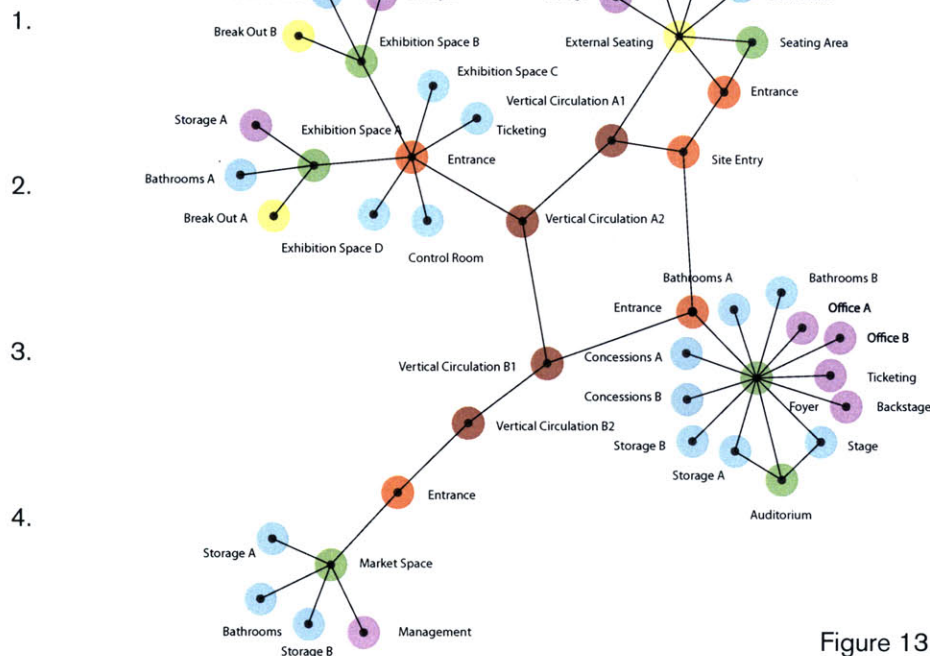 1.
Break Out B
External Seating
Seating Area
Exhibition Space B
Exhibition Space C
Entrance
Vertical Circulation A1
Storage A
Exhibition Space A
Ticketing
Entrance
Site Entry
Bathrooms A
2.
Break Out A
Vertical Circulation A2
Exhibition Space D
Control Room
Bathrooms A
Bathrooms B
Entrance
Office A
Office B
3.
Concessions A
Vertical Circulation B1
Ticketing
Concessions B
Foyer
Backstage
Vertical Circulation B2
Storage B
Stage
Storage A
Entrance
Auditorium
4.
Storage A
Market Space
Bathrooms
Management
Storage B
Figure 13